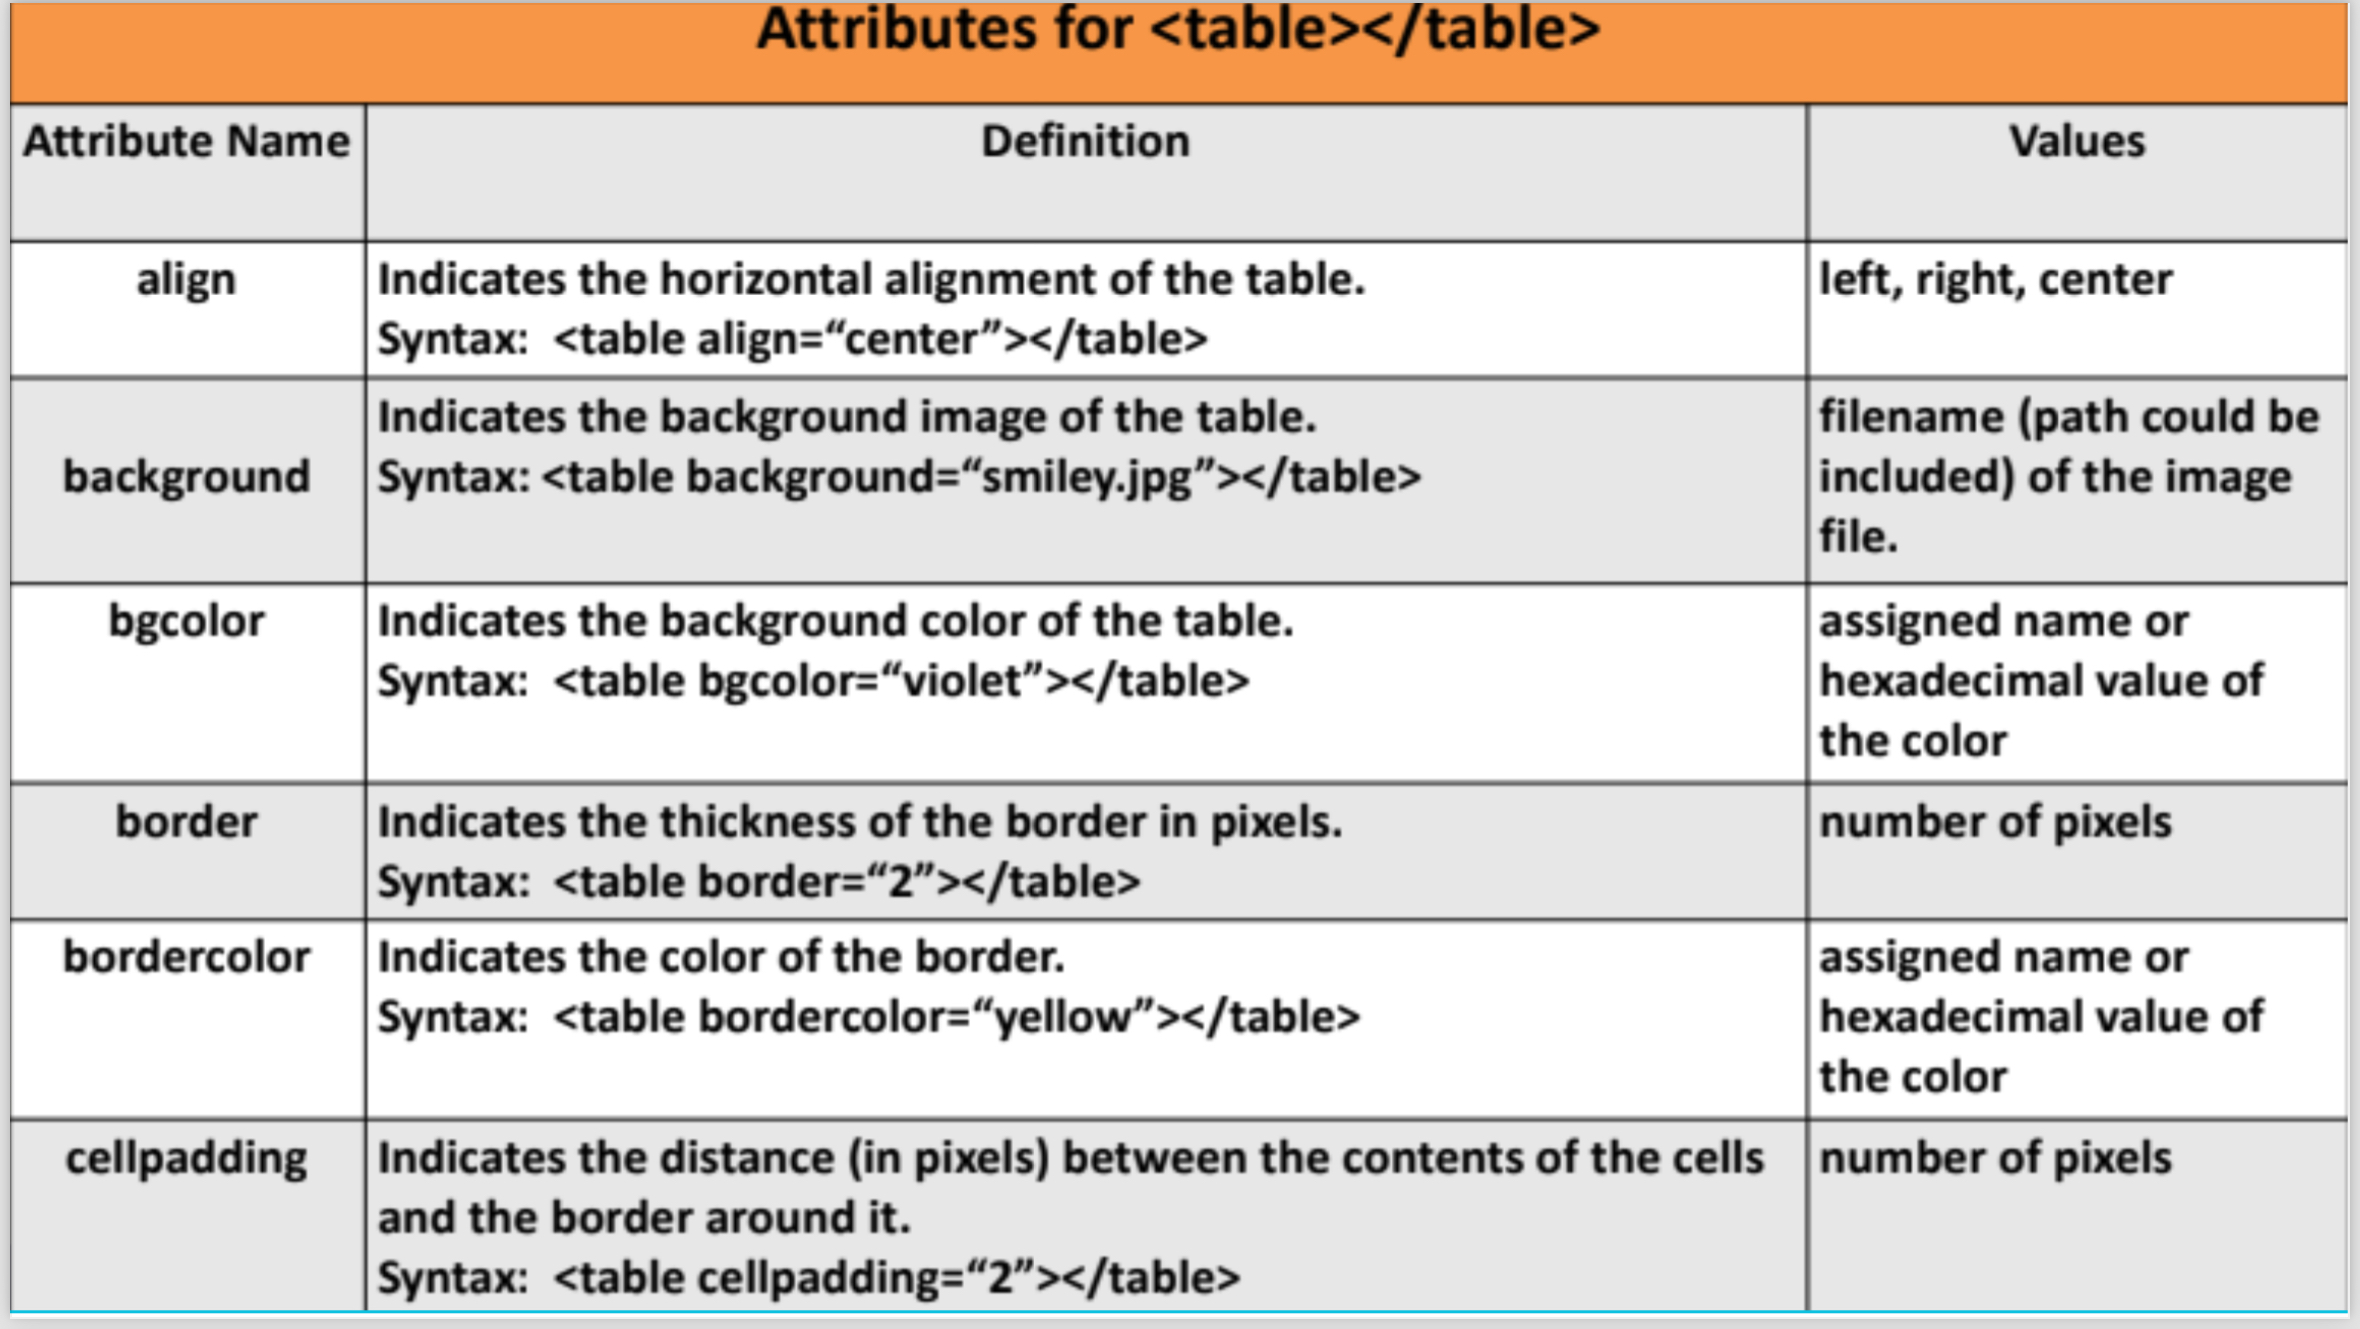 Attributes for <table></table>
Attribute Name
Definition
Values
align
Indicates the horizontal alignment of the table.
Syntax:  <table align=“center”></table>
left, right, center
background
Indicates the background image of the table.
Syntax: <table background=“smiley.jpg”></table>
filename (path could be
included) of the image
file.
bgcolor
Indicates the background color of the table.
Syntax:  <table bgcolor=“violet”></table>
assigned name or
hexadecimal value of
the color
border
Indicates the thickness of the border in pixels.
Syntax:  <table border=“2”></table>
number of pixels
bordercolor
Indicates the color of the border.
Syntax:  <table bordercolor=“yellow”></table>
assigned name or
hexadecimal value of
the color
cellpadding
Indicates the distance (in pixels) between the contents of the cells
and the border around it.
Syntax:  <table cellpadding=“2”></table>
number of pixels